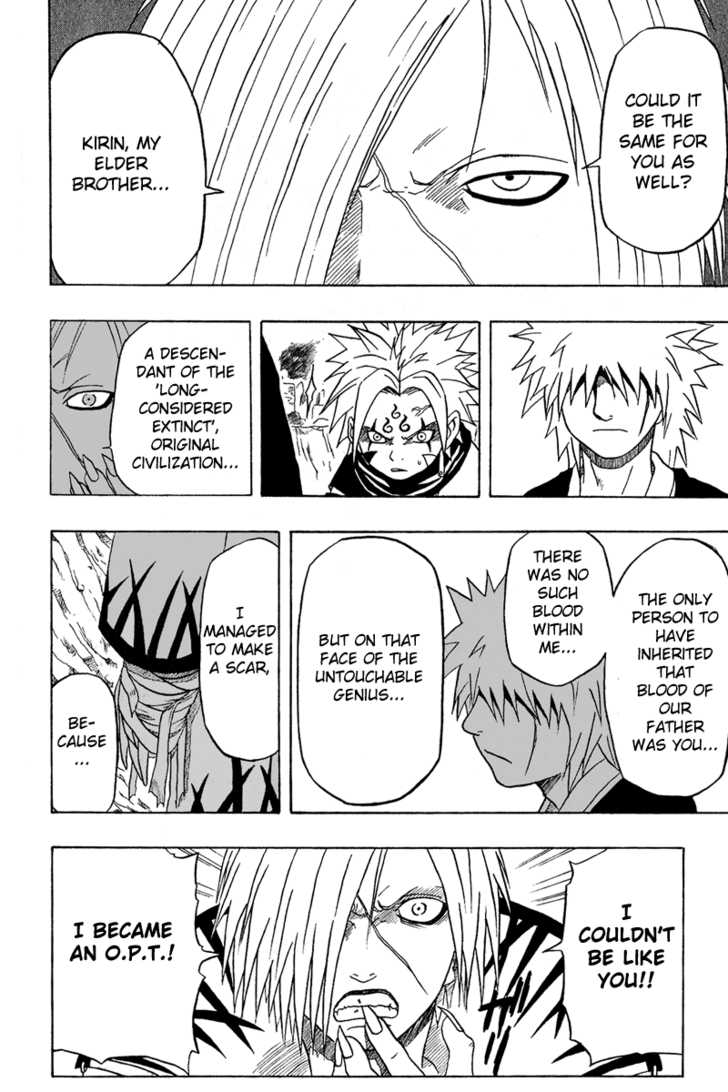 COULD IT
BE THE
SAME FOR
YOU AS
WELL?
KIRIN, MY
ELDER
BROTHER...
A DESCEN-
DANT OF THE
'LONG-
CONSIDERED
EXTINCT',
ORIGINAL
CIVILIZATION...
THE ONLY
PERSON TO
HAVE
INHERITED
THAT
BLOOD OF
OUR
FATHER
WAS YOU...
THERE
WAS NO
SUCH
BLOOD
WITHIN
ME...
BUT ON THAT
FACE OF THE
UNTOUCHABLE
GENIUS...
I
MANAGED
TO MAKE
A SCAR,
BE-
CAUSE
...
I
COULDN'T
BE LIKE
YOU!!
I BECAME
AN O.P.T.!